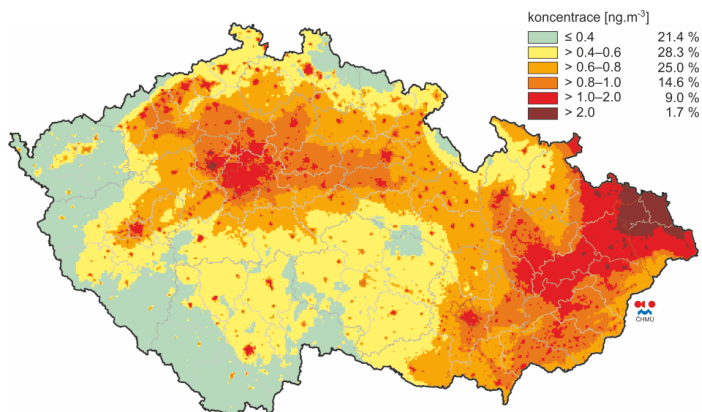 koncentrace [ng.m⁻³]
≤ 0.4 21.4 %
> 0.4–0.6 28.3 %
> 0.6–0.8 25.0 %
> 0.8–1.0 14.6 %
> 1.0–2.0 9.0 %
> 2.0 1.7 %
ČHMÚ